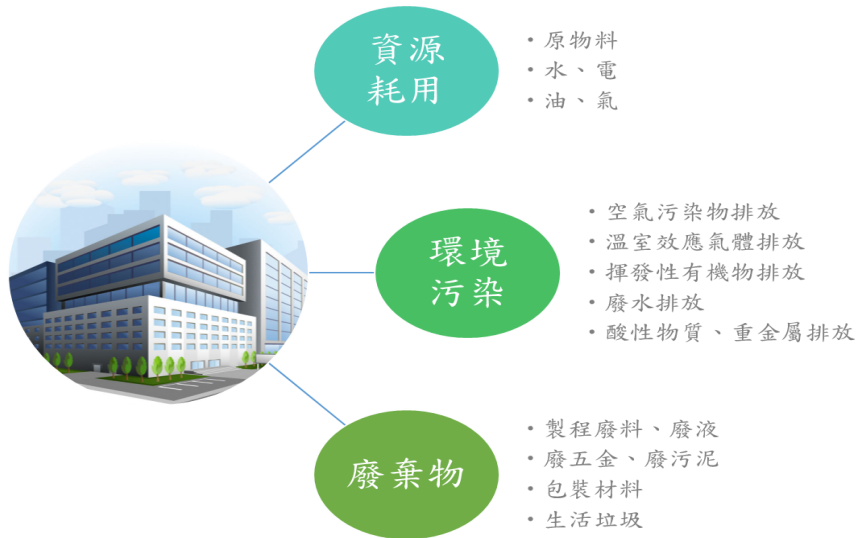 資源
耗用
・原物料
・水、電
・油、氣
環境
污染
・空氣污染物排放
・溫室效應氣體排放
・揮發性有機物排放
・廢水排放
・酸性物質、重金屬排放
廢棄物
・製程廢料、廢液
・廢五金、廢污泥
・包裝材料
・生活垃圾